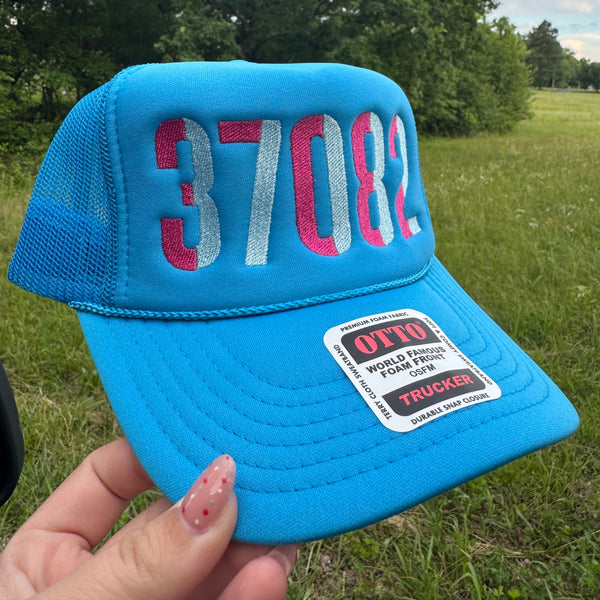 37082
PREMIUM FOAM FABRIC
OTTO
WORLD FAMOUS
FOAM FRONT
OSFM
TRUCKER
DURABLE SNAP CLOSURE
TERRY CLOTH SWEATBAND